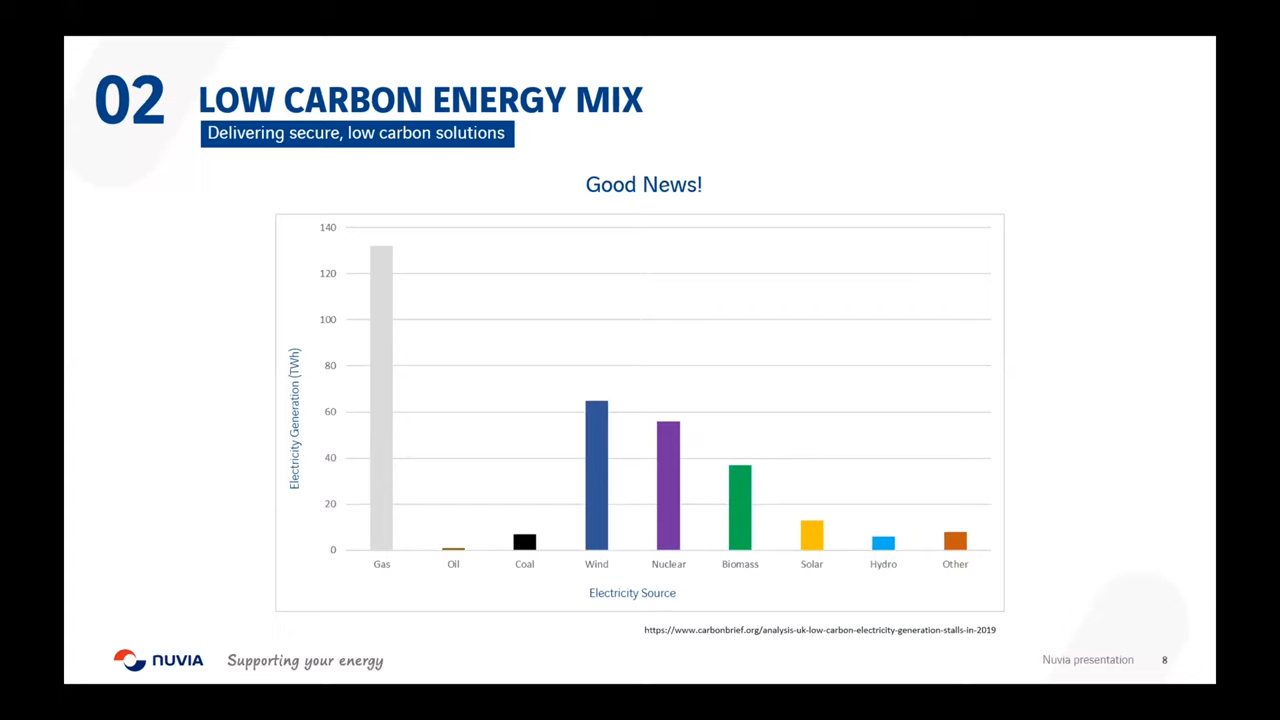 02
LOW CARBON ENERGY MIX
Delivering secure, low carbon solutions
Good News!
140
120
100
80
60
40
20
0
Electricity Generation (TWh)
Gas Oil Coal Wind Nuclear Biomass Solar Hydro Other
Electricity Source
https://www.carbonbrief.org/analysis-uk-low-carbon-electricity-generation-stalls-in-2019
NUVIA Supporting your energy
Nuvia presentation 8